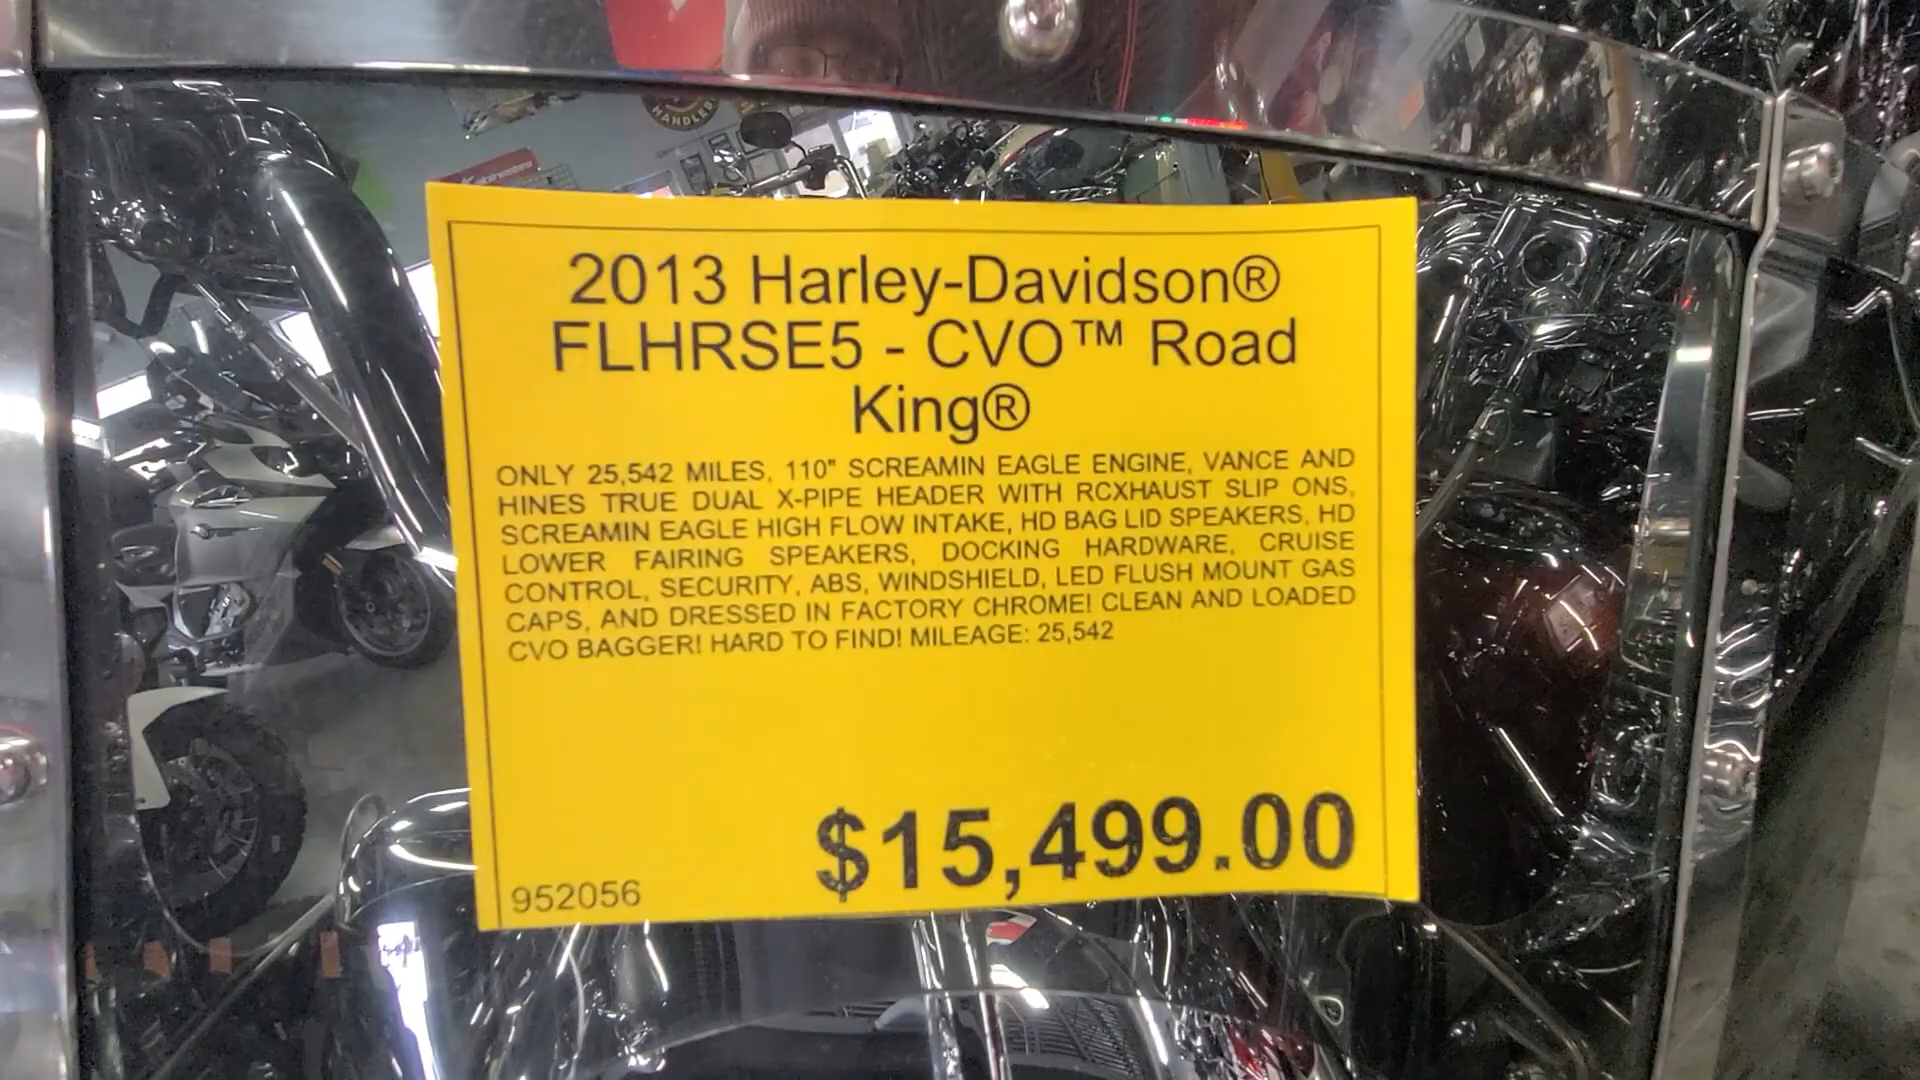 HANDLEB
2013 Harley-Davidson®
FLHRSE5 - CVO™ Road
King®
ONLY 25,542 MILES, 110" SCREAMIN EAGLE ENGINE, VANCE AND
HINES TRUE DUAL X-PIPE HEADER WITH RCXHAUST SLIP ONS,
SCREAMIN EAGLE HIGH FLOW INTAKE, HD BAG LID SPEAKERS, HD
LOWER FAIRING SPEAKERS, DOCKING HARDWARE, CRUISE
CONTROL, SECURITY, ABS, WINDSHIELD, LED FLUSH MOUNT GAS
CAPS, AND DRESSED IN FACTORY CHROME! CLEAN AND LOADED
CVO BAGGER! HARD TO FIND! MILEAGE: 25,542
$15,499.00
952056